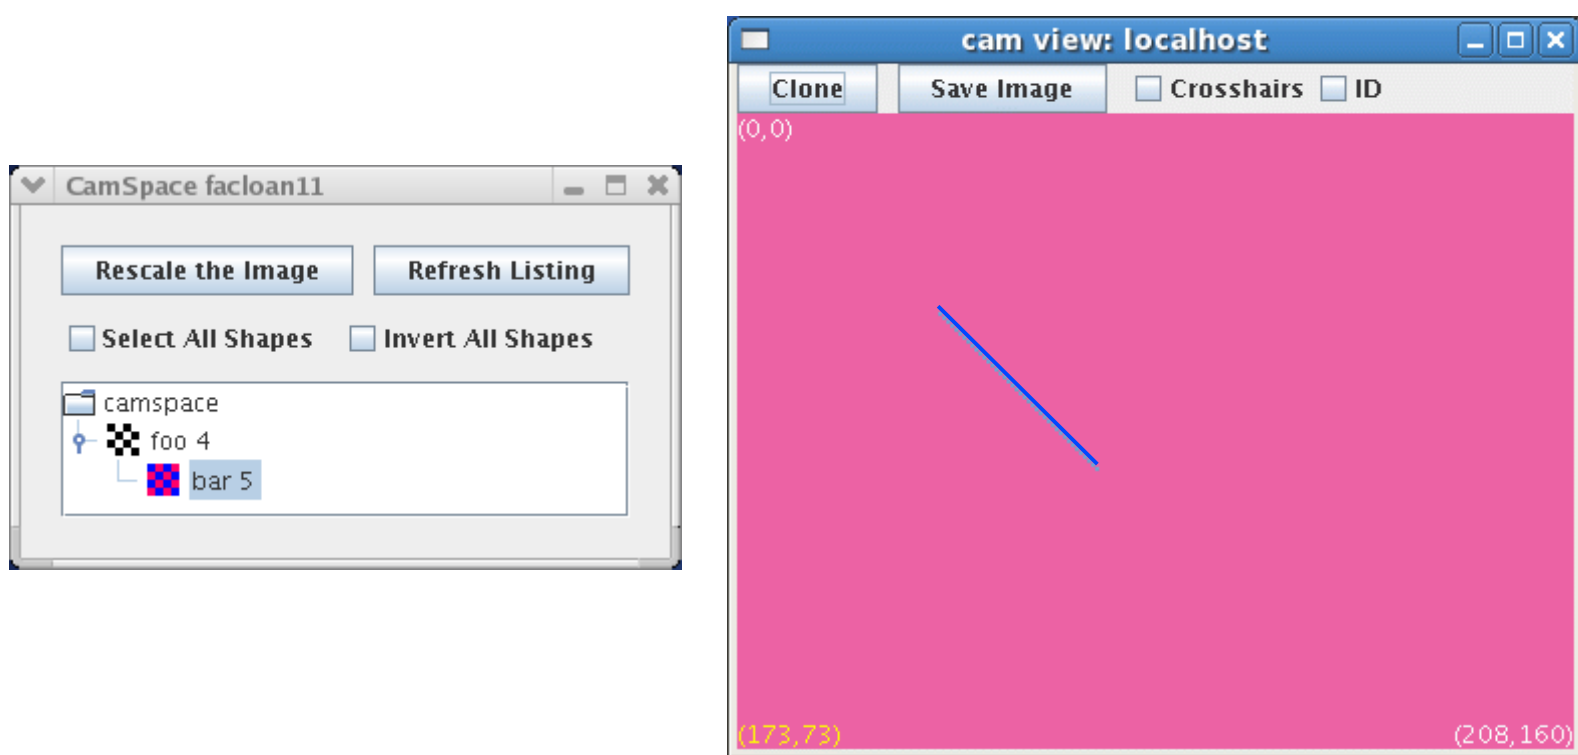 CamSpace facloan11
Rescale the Image Refresh Listing
Select All Shapes Invert All Shapes
camspace
foo 4
bar 5
cam view: localhost
Clone Save Image Crosshairs ID
(0,0)
(173,73) (208,160)